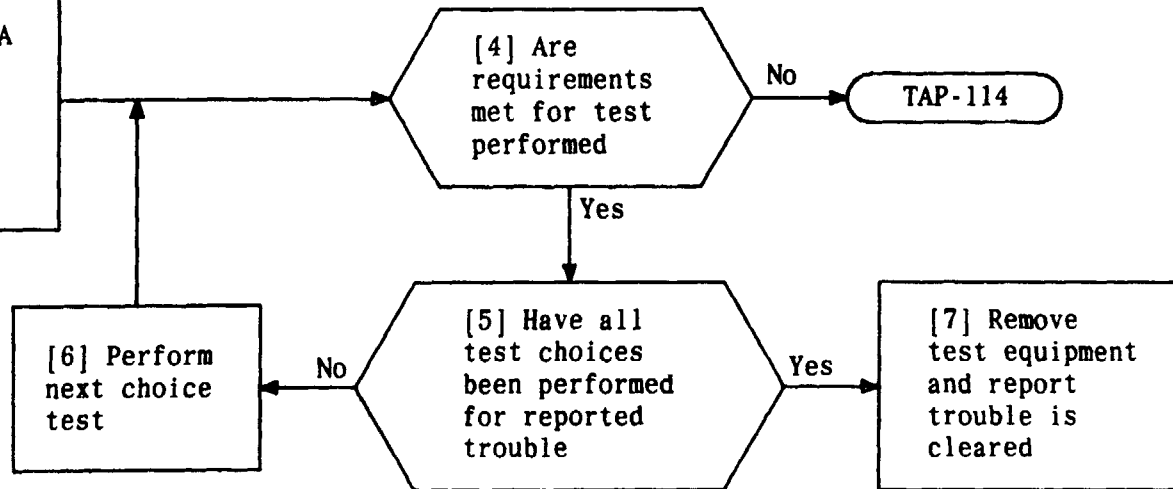 A
[4] Are
requirements
met for test
performed
No
TAP-114
Yes
[5] Have all
test choices
been performed
for reported
trouble
No
Yes
[6] Perform
next choice
test
[7] Remove
test equipment
and report
trouble is
cleared